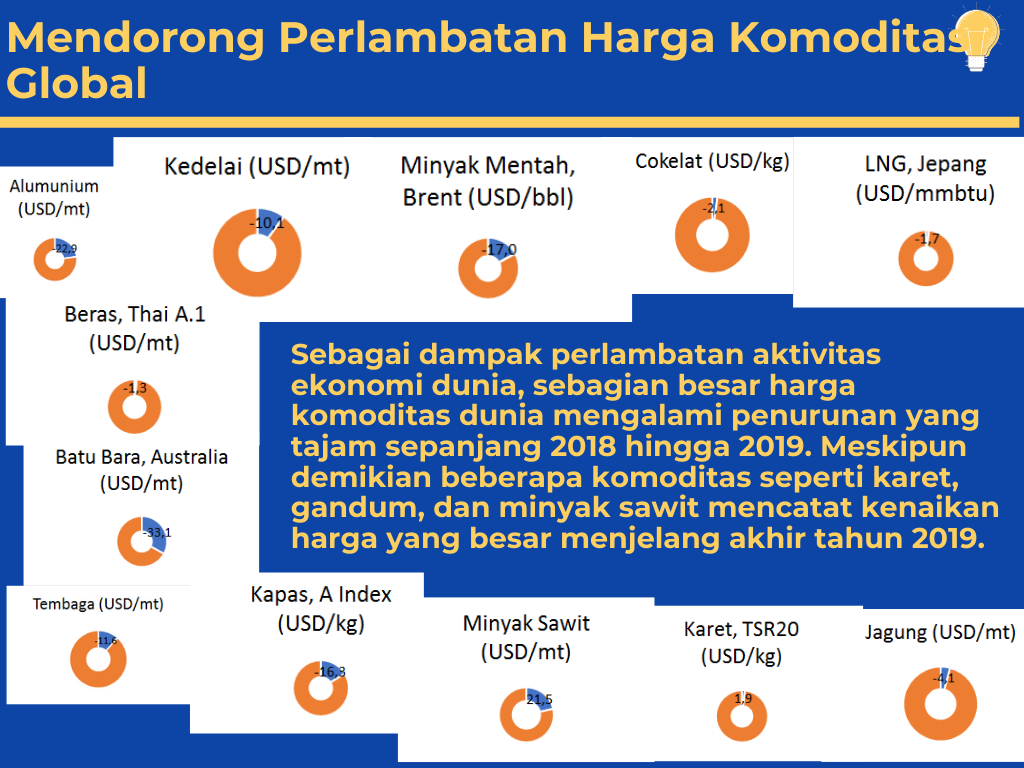 Mendorong Perlambatan Harga Komoditas
Global
Alumunium
(USD/mt)
-22,9
Kedelai (USD/mt)
-10,1
Minyak Mentah,
Brent (USD/bbl)
-17,0
Cokelat (USD/kg)
-2,1
LNG, Jepang
(USD/mmbtu)
-1,7
Beras, Thai A.1
(USD/mt)
-1,3
Sebagai dampak perlambatan aktivitas
ekonomi dunia, sebagian besar harga
komoditas dunia mengalami penurunan yang
tajam sepanjang 2018 hingga 2019. Meskipun
demikian beberapa komoditas seperti karet,
gandum, dan minyak sawit mencatat kenaikan
harga yang besar menjelang akhir tahun 2019.
Batu Bara, Australia
(USD/mt)
-33,1
Tembaga (USD/mt)
-11,6
Kapas, A Index
(USD/kg)
-16,3
Minyak Sawit
(USD/mt)
21,5
Karet, TSR20
(USD/kg)
1,9
Jagung (USD/mt)
-4,1